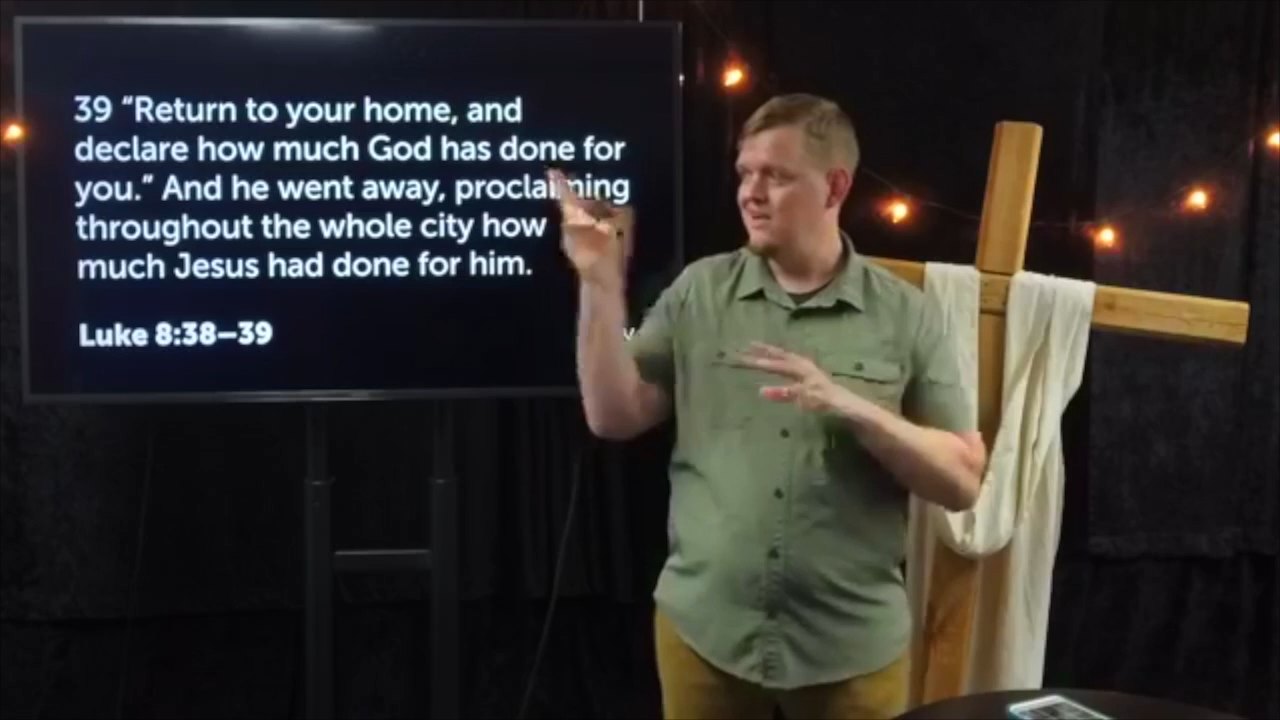 39 “Return to your home, and
declare how much God has done for
you.” And he went away, proclaiming
throughout the whole city how
much Jesus had done for him.
Luke 8:38–39